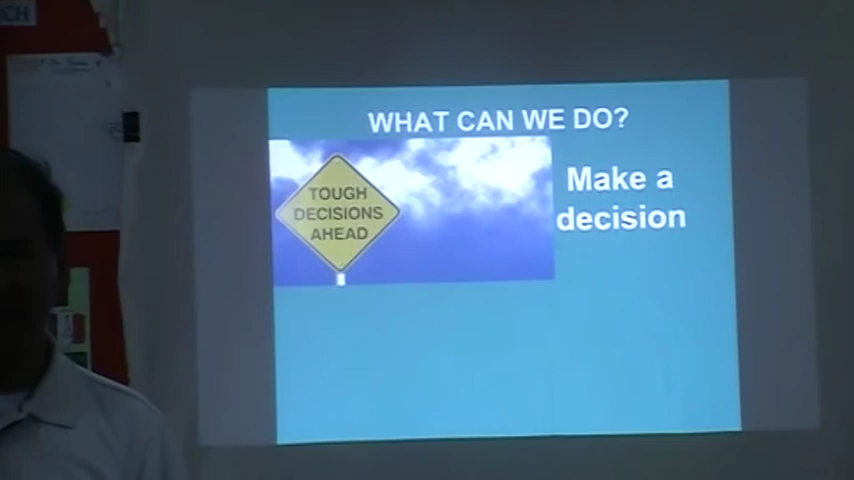 WHAT CAN WE DO?
TOUGH
DECISIONS
AHEAD
Make a
decision